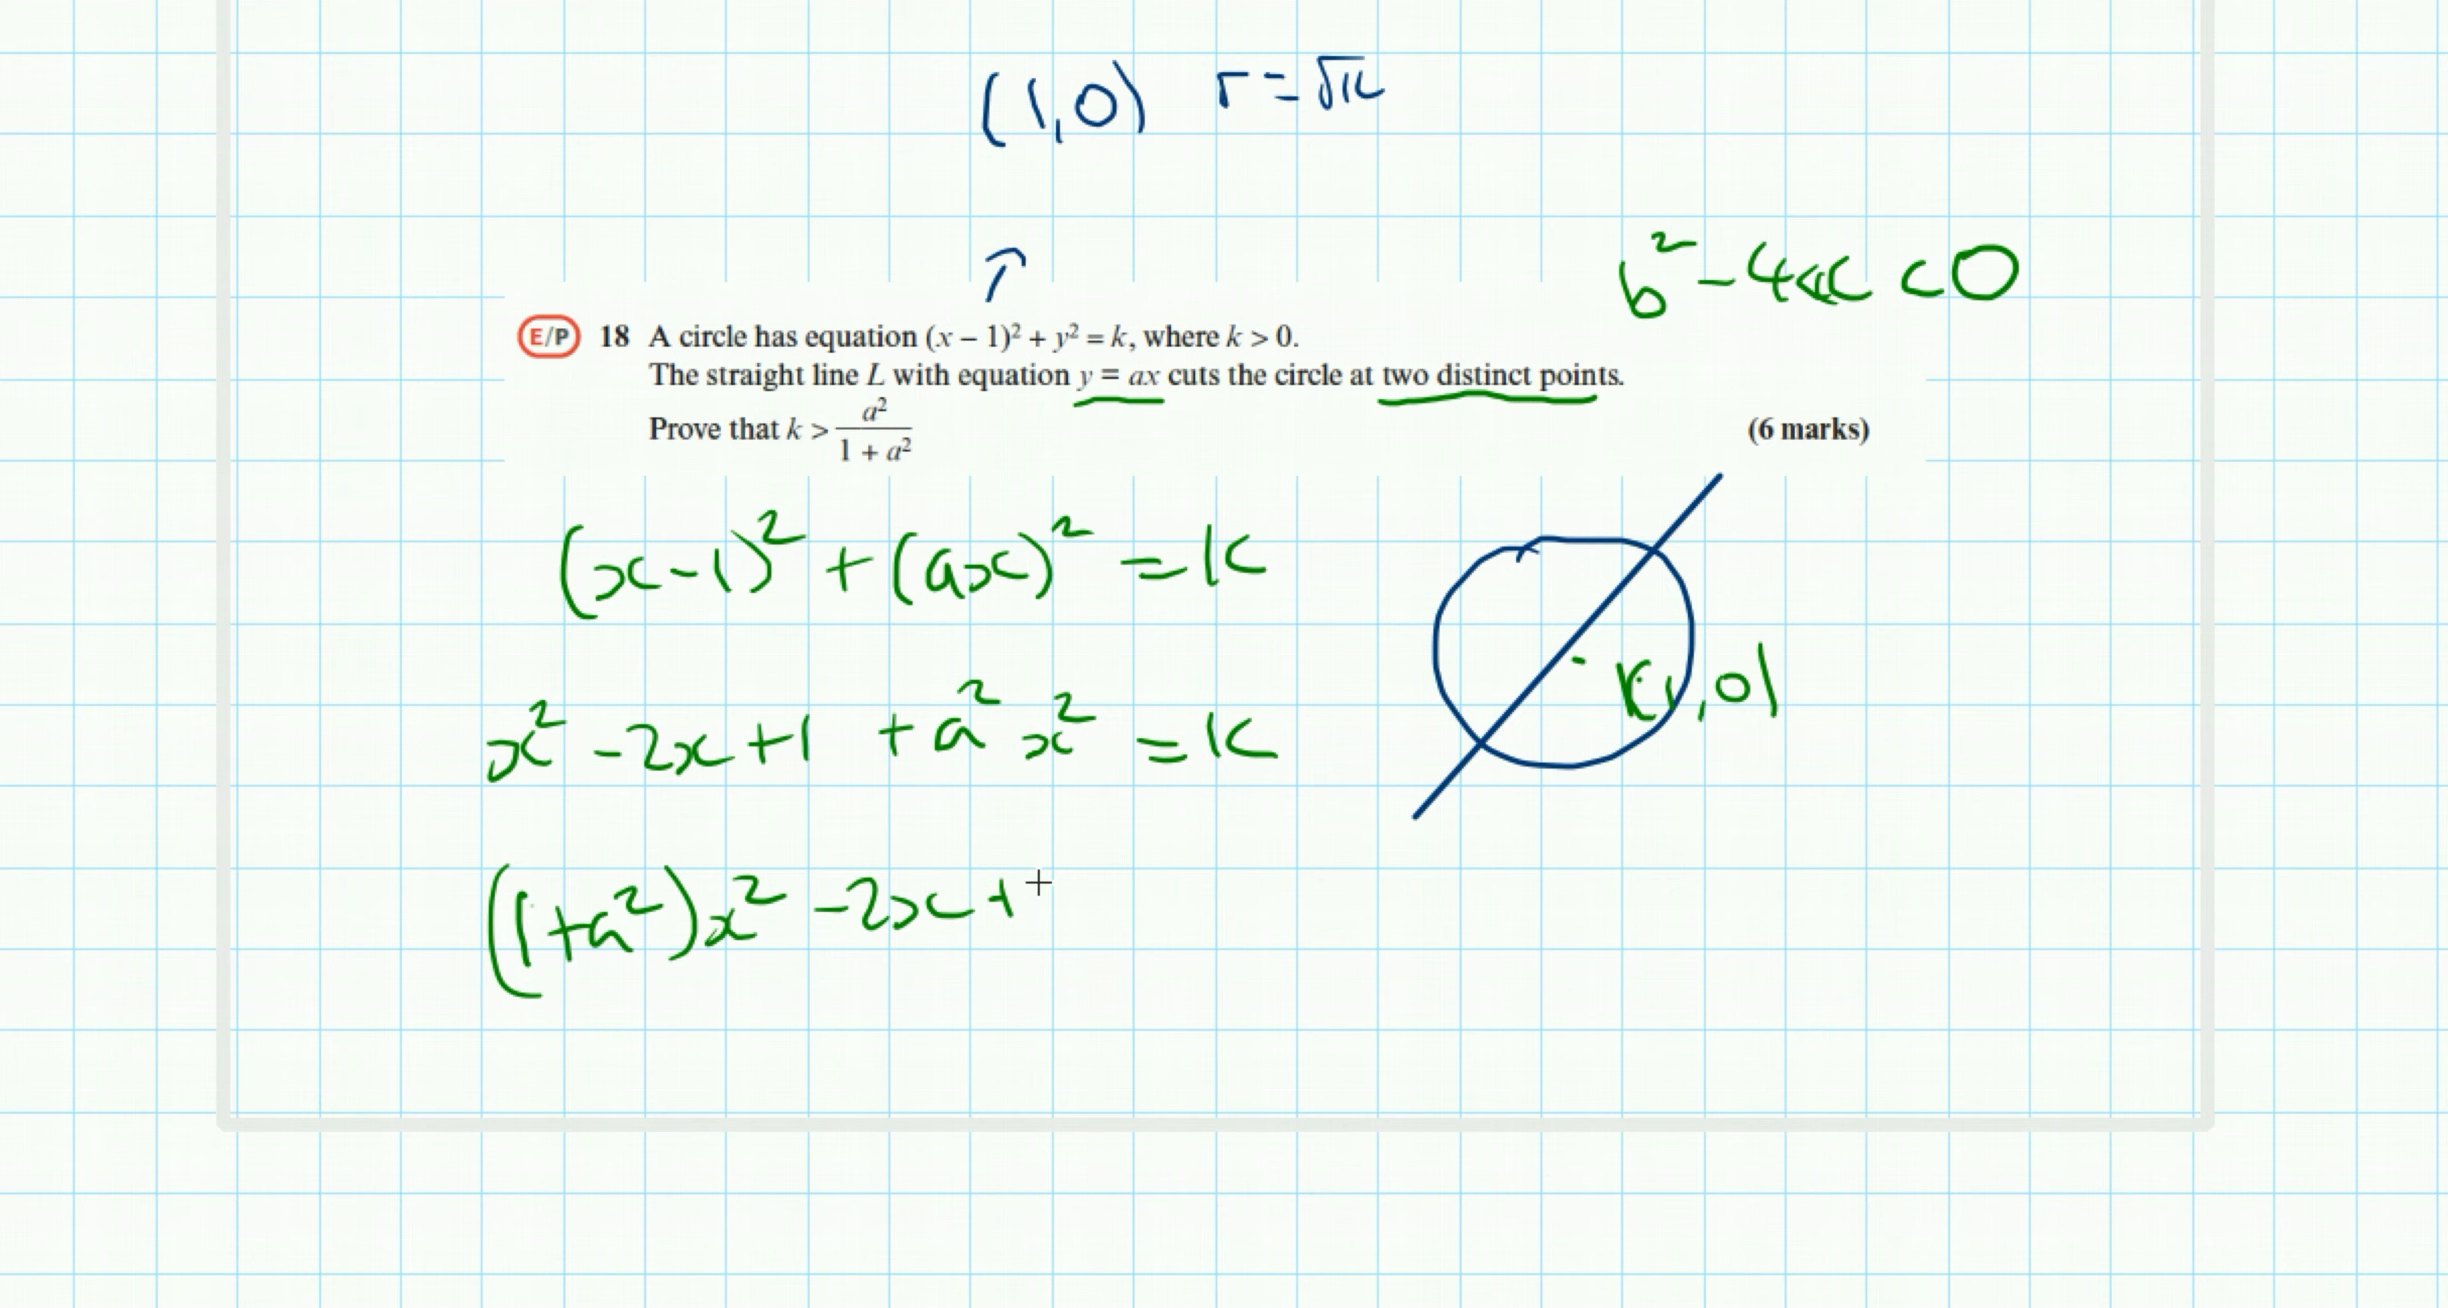 (1,0) r = √k
↑
b² - 4ac < 0
E/P 18 A circle has equation (x – 1)² + y² = k, where k > 0.
The straight line L with equation y = ax cuts the circle at two distinct points.
Prove that k > a²/(1 + a²) (6 marks)
(x-1)² + (ax)² = k
x² - 2x + 1 + a² x² = k
(1,0)
(1+a²)x² - 2x +